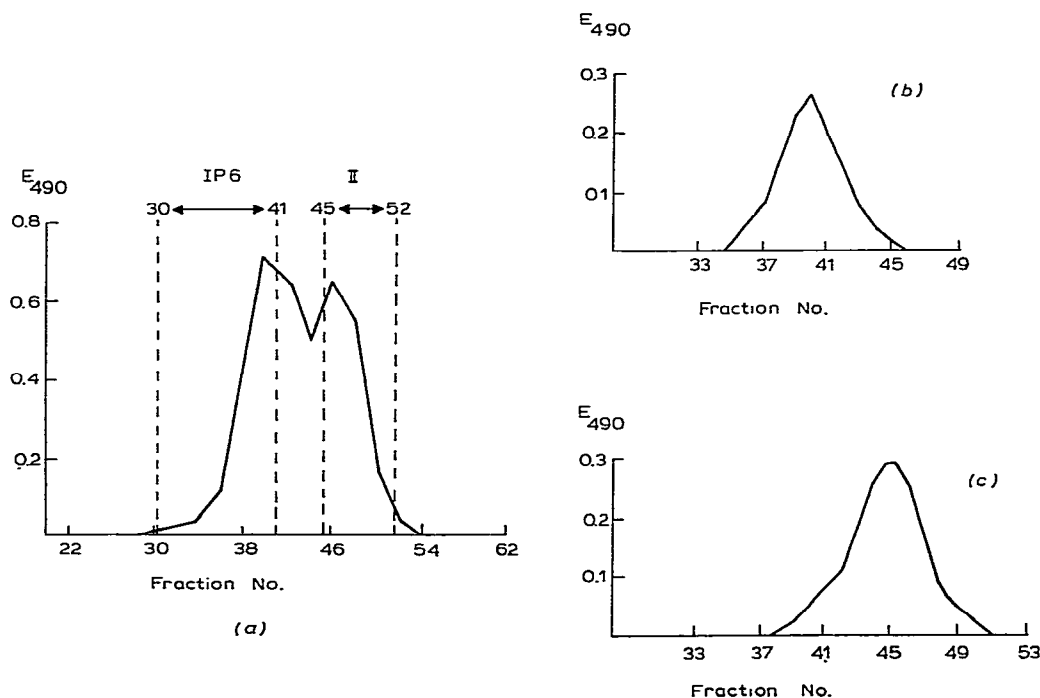 E490
IP6 II
30 41 45 52
0.8
0.6
0.4
0.2
22 30 38 46 54 62
Fraction No.
(a)
E490
(b)
0.3
0.2
0.1
33 37 41 45 49
Fraction No.
E490
(c)
0.3
0.2
0.1
33 37 41 45 49 53
Fraction No.